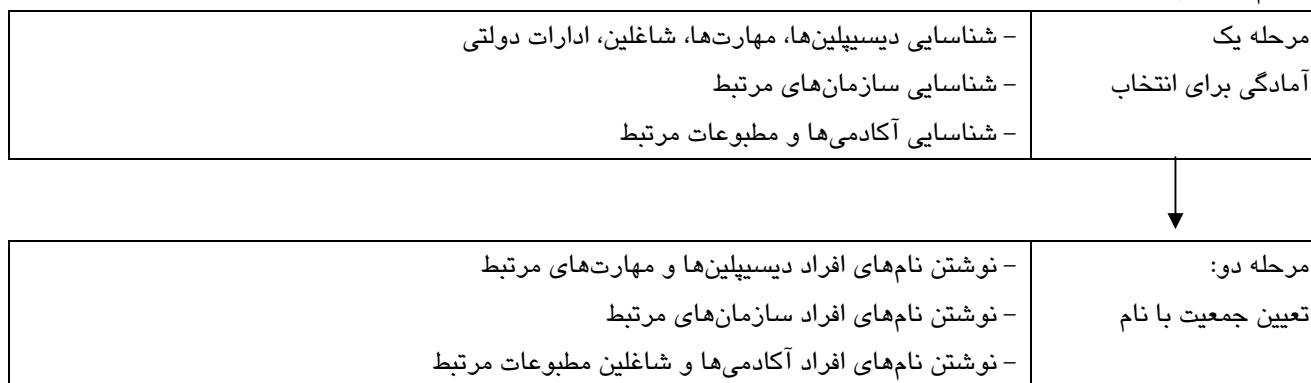 مرحله یک
آمادگی برای انتخاب
- شناسایی دیسیپلین‌ها، مهارت‌ها، شاغلین، ادارات دولتی
- شناسایی سازمان‌های مرتبط
- شناسایی آکادمی‌ها و مطبوعات مرتبط
مرحله دو:
تعیین جمعیت با نام
- نوشتن نام‌های افراد دیسیپلین‌ها و مهارت‌های مرتبط
- نوشتن نام‌های افراد سازمان‌های مرتبط
- نوشتن نام‌های افراد آکادمی‌ها و شاغلین مطبوعات مرتبط